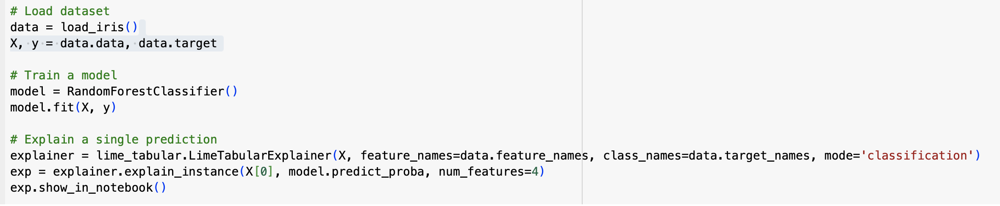 # Load dataset
data = load_iris()
X, y = data.data, data.target
# Train a model
model = RandomForestClassifier()
model.fit(X, y)
# Explain a single prediction
explainer = lime_tabular.LimeTabularExplainer(X, feature_names=data.feature_names, class_names=data.target_names, mode='classification')
exp = explainer.explain_instance(X[0], model.predict_proba, num_features=4)
exp.show_in_notebook()